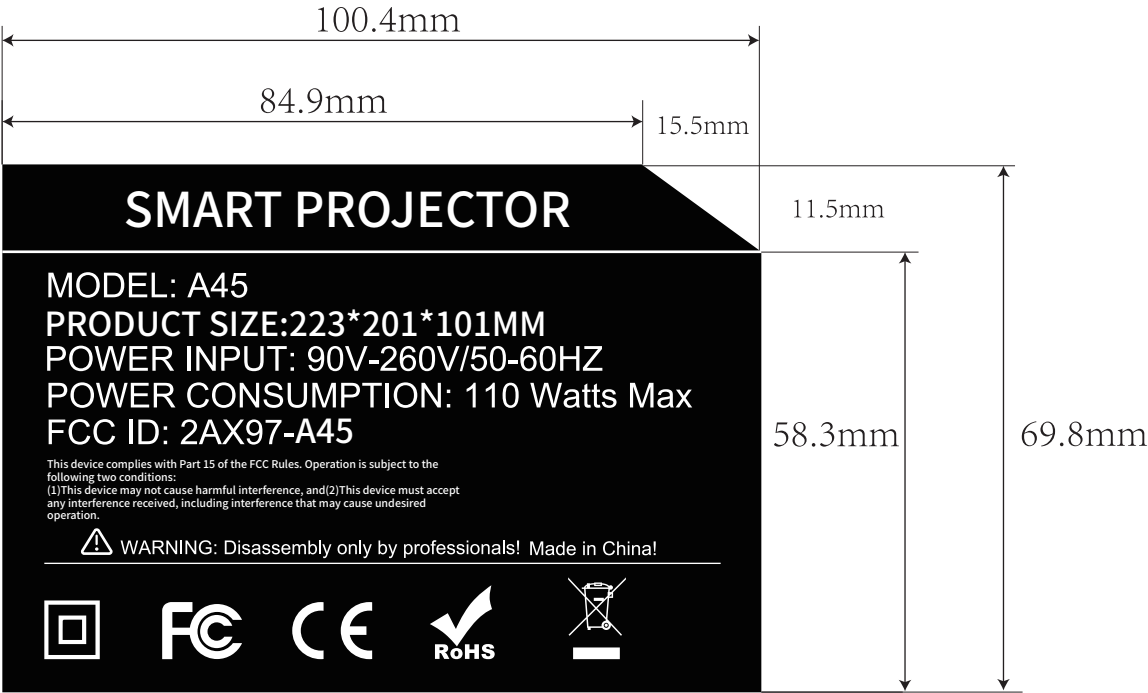 100.4mm
84.9mm
15.5mm
SMART PROJECTOR
11.5mm
MODEL: A45
PRODUCT SIZE:223*201*101MM
POWER INPUT: 90V-260V/50-60HZ
POWER CONSUMPTION: 110 Watts Max
FCC ID: 2AX97-A45
58.3mm
69.8mm
This device complies with Part 15 of the FCC Rules. Operation is subject to the
following two conditions:
(1)This device may not cause harmful interference, and(2)This device must accept
any interference received, including interference that may cause undesired
operation.
WARNING: Disassembly only by professionals! Made in China!
FC CE RoHS